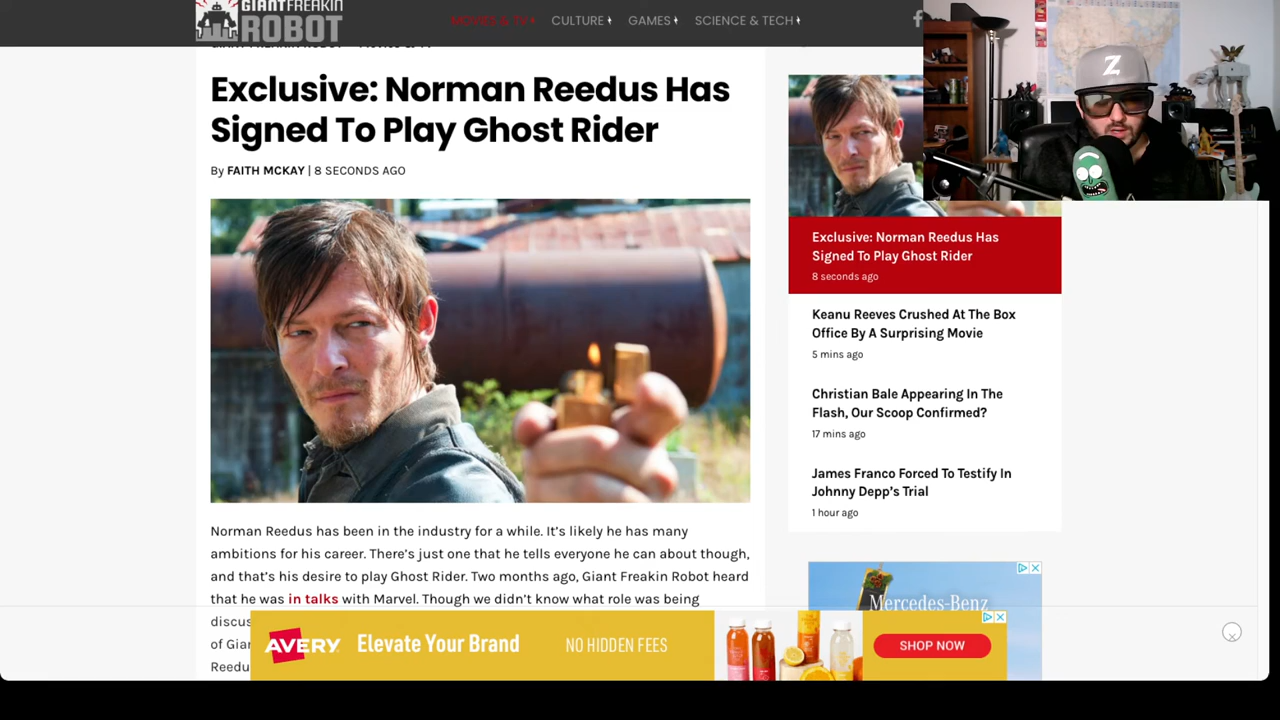 GIANT FREAKIN
ROBOT
MOVIES & TV
CULTURE
GAMES
SCIENCE & TECH
Exclusive: Norman Reedus Has
Signed To Play Ghost Rider
By FAITH MCKAY | 8 SECONDS AGO
Norman Reedus has been in the industry for a while. It's likely he has many
ambitions for his career. There's just one that he tells everyone he can about though,
and that's his desire to play Ghost Rider. Two months ago, Giant Freakin Robot heard
that he was in talks with Marvel. Though we didn't know what role was being
Exclusive: Norman Reedus Has
Signed To Play Ghost Rider
8 seconds ago
Keanu Reeves Crushed At The Box
Office By A Surprising Movie
5 mins ago
Christian Bale Appearing In The
Flash, Our Scoop Confirmed?
17 mins ago
James Franco Forced To Testify In
Johnny Depp's Trial
1 hour ago
Mercedes-Benz
AVERY
Elevate Your Brand
NO HIDDEN FEES
SHOP NOW
Z